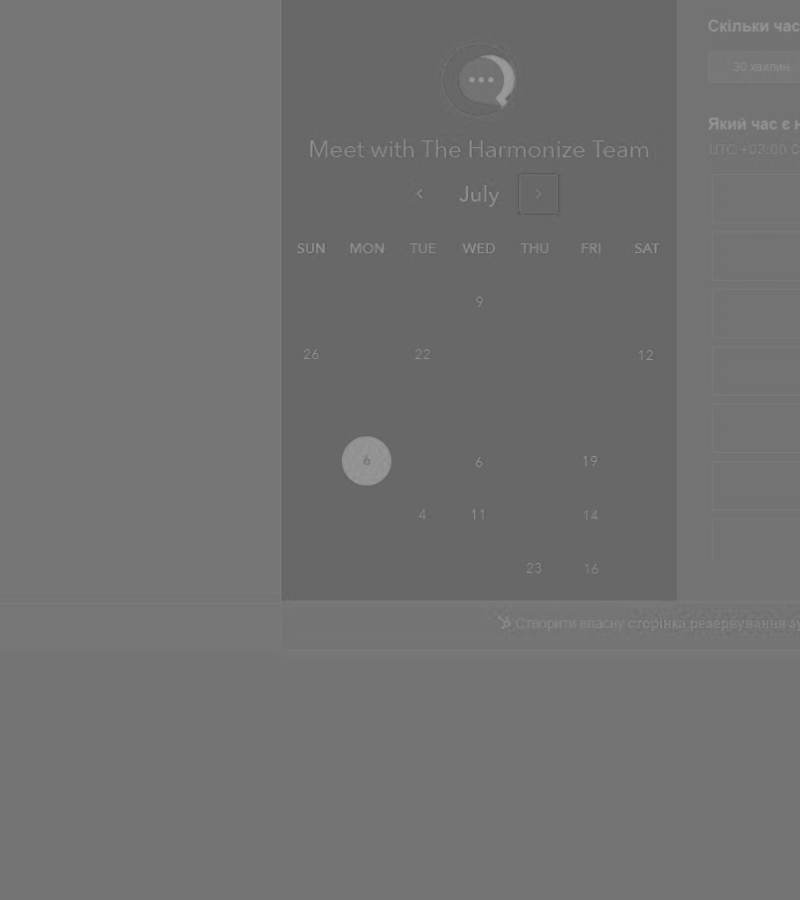 Скільки час
30 хвилин
Meet with The Harmonize Team
Який час є н
UTC +03:00 С
July
SUN MON TUE WED THU FRI SAT
9
26 22 12
6 6 19
4 11 14
23 16
Створити власну сторінка резервування ау